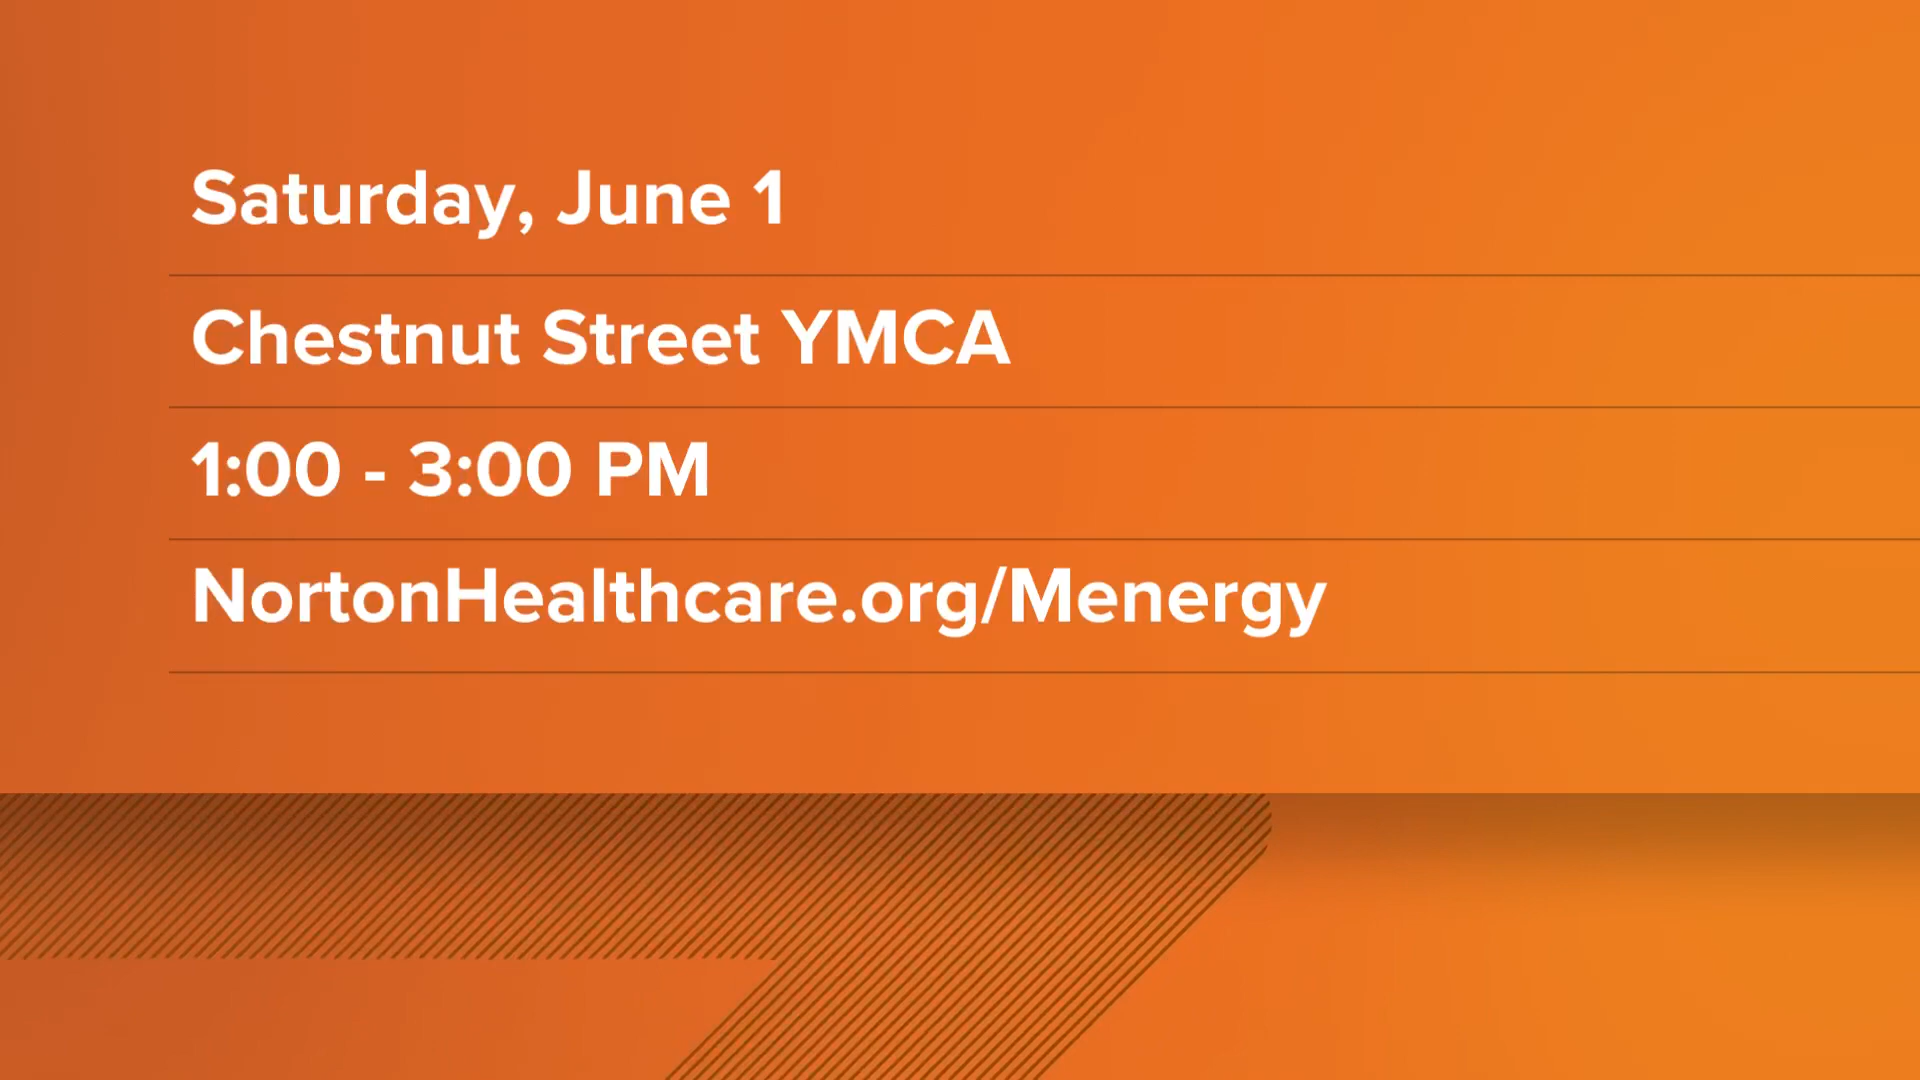 Saturday, June 1
Chestnut Street YMCA
1:00 - 3:00 PM
NortonHealthcare.org/Menergy